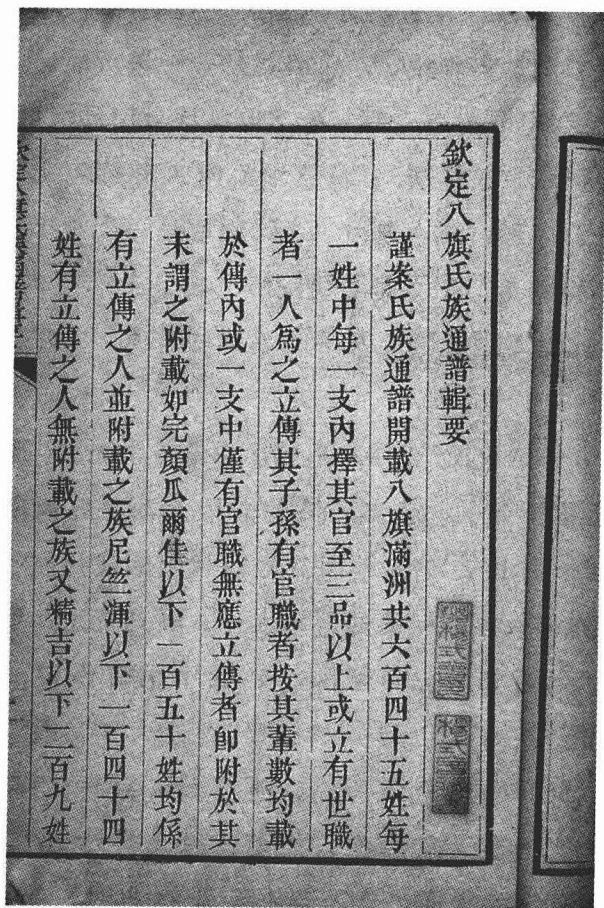 欽定八旗氏族通譜輯要
謹案氏族通譜開載八旗滿洲共六百四十五姓每
一姓中每一支內擇其官至三品以上或立有世職
者一人爲之立傳其子孫有官職者按其輩數均載
於傳內或一支中僅有官職無應立傳者卽附於其
末謂之附載如完顏瓜爾佳以下一百五十姓均係
有立傳之人並附載之族尼竺渾以下一百四十四
姓有立傳之人無附載之族又精吉以下二百九姓